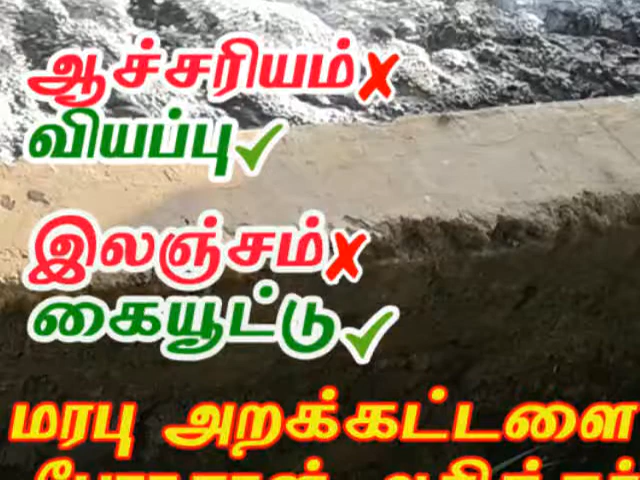 ஆச்சரியம்❌
வியப்பு✓
இலஞ்சம்❌
கையூட்டு✓
மரபு அறக்கட்டளை